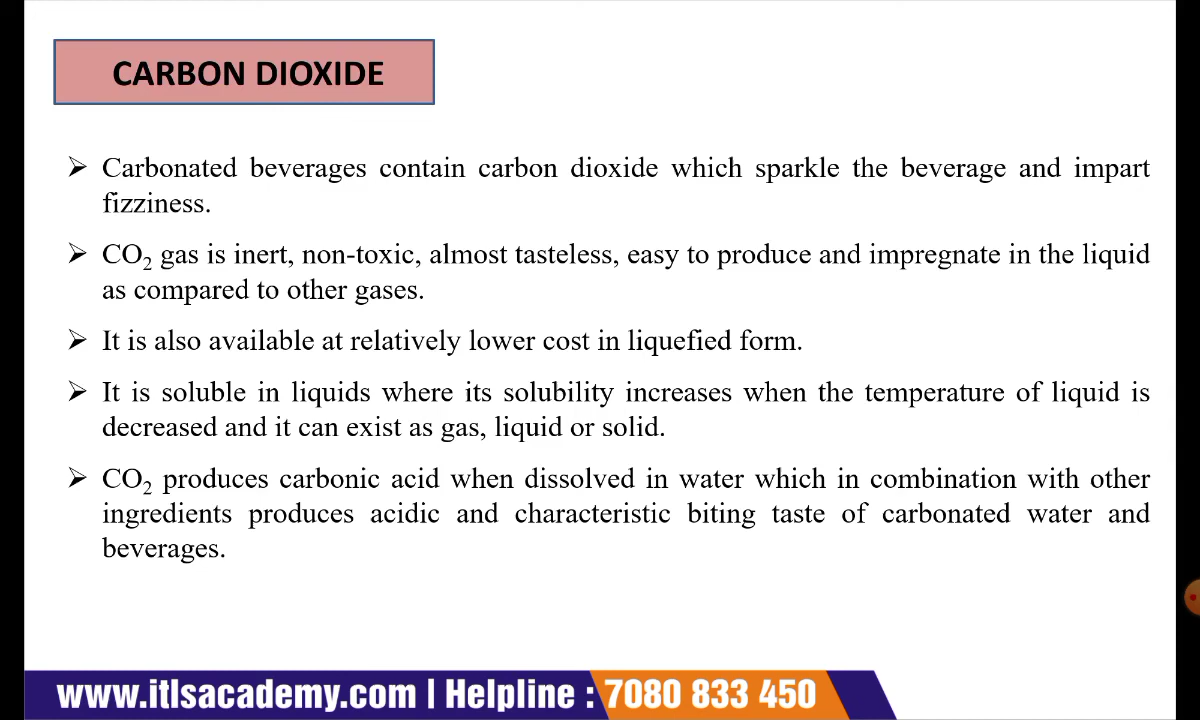 CARBON DIOXIDE
➢ Carbonated beverages contain carbon dioxide which sparkle the beverage and impart
fizziness.
➢ CO₂ gas is inert, non-toxic, almost tasteless, easy to produce and impregnate in the liquid
as compared to other gases.
➢ It is also available at relatively lower cost in liquefied form.
➢ It is soluble in liquids where its solubility increases when the temperature of liquid is
decreased and it can exist as gas, liquid or solid.
➢ CO₂ produces carbonic acid when dissolved in water which in combination with other
ingredients produces acidic and characteristic biting taste of carbonated water and
beverages.
www.itlsacademy.com | Helpline : 7080 833 450